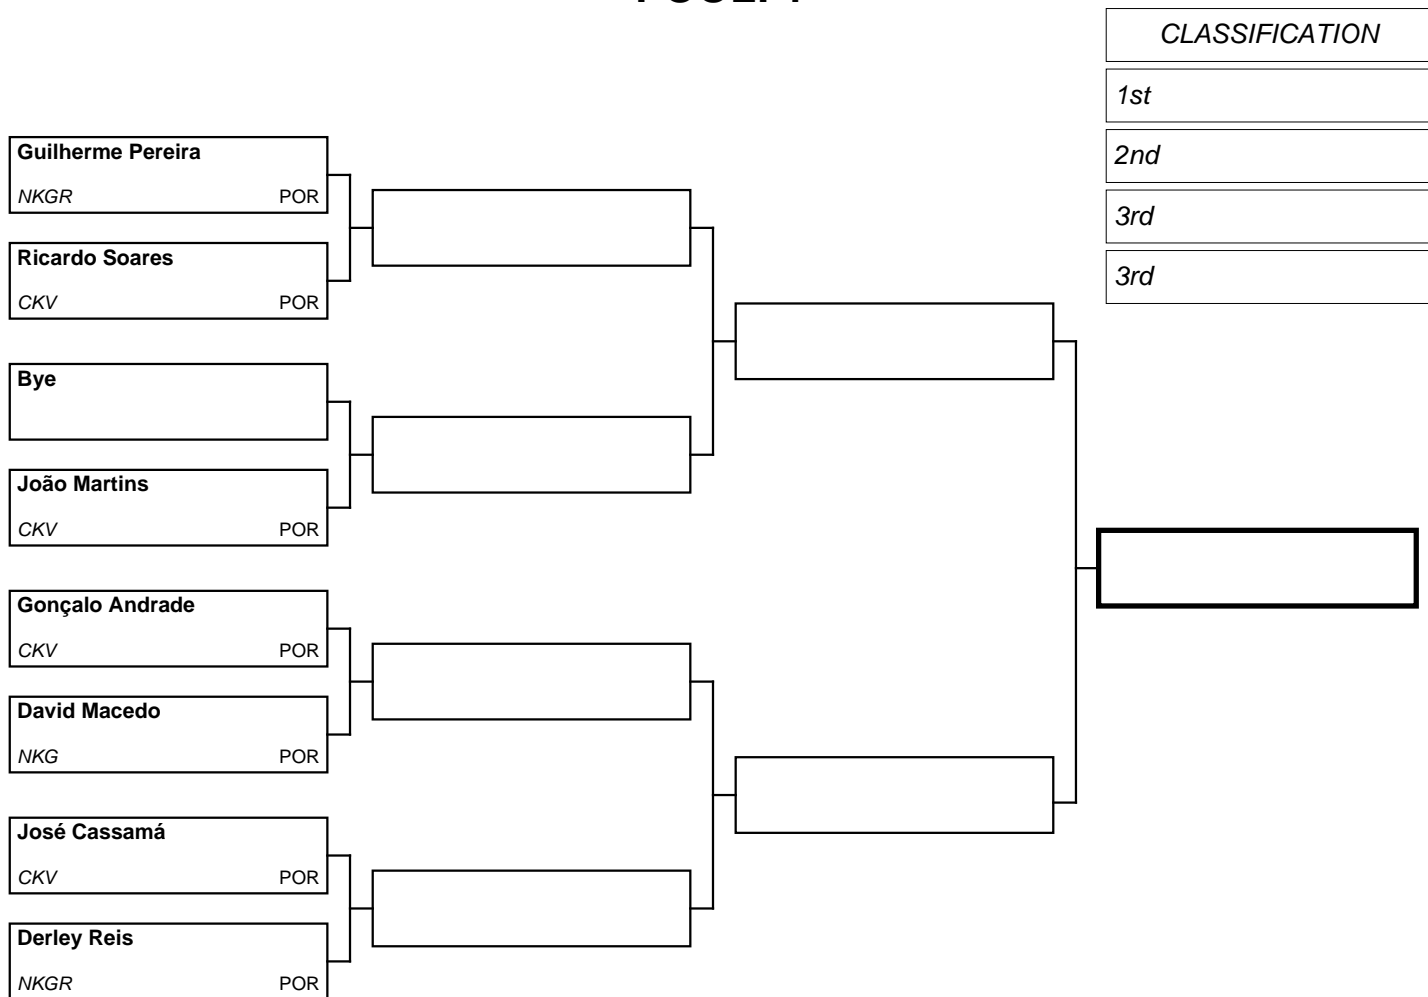 CLASSIFICATION
1st
2nd
3rd
3rd
Guilherme Pereira
NKGR POR
Ricardo Soares
CKV POR
Bye
João Martins
CKV POR
Gonçalo Andrade
CKV POR
David Macedo
NKG POR
José Cassamá
CKV POR
Derley Reis
NKGR POR